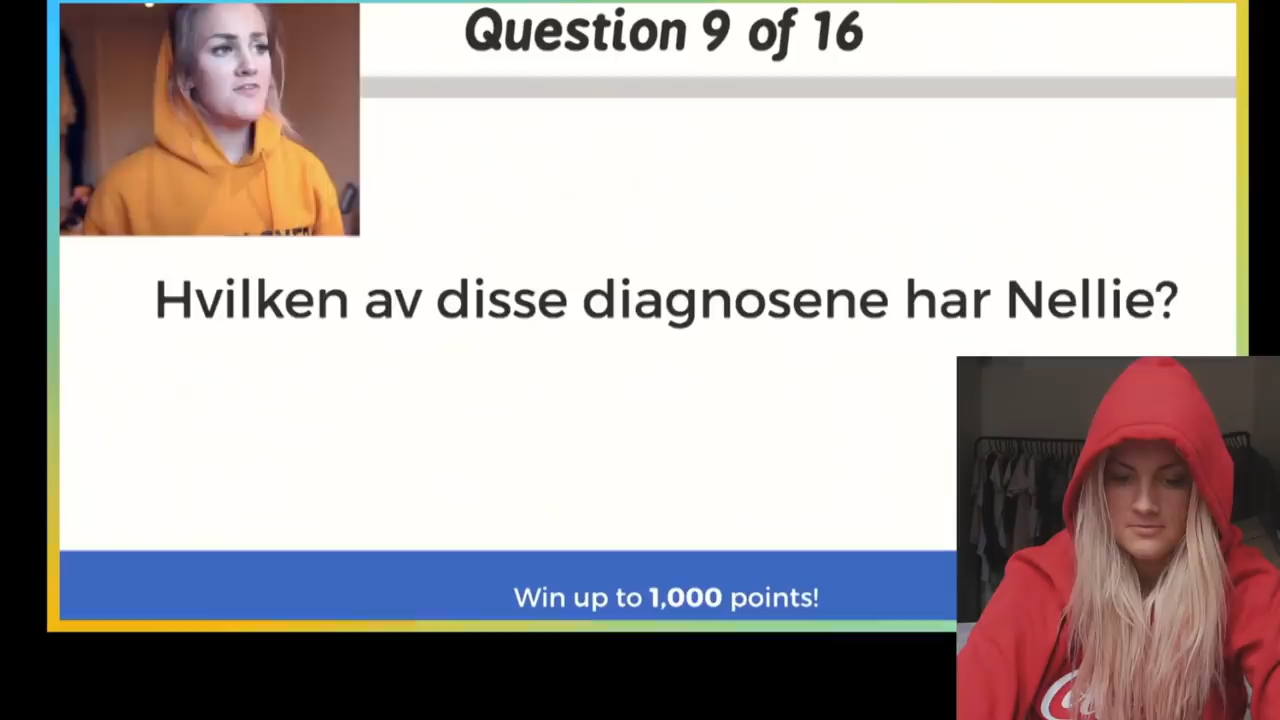 Question 9 of 16
Hvilken av disse diagnosene har Nellie?
Win up to 1,000 points!